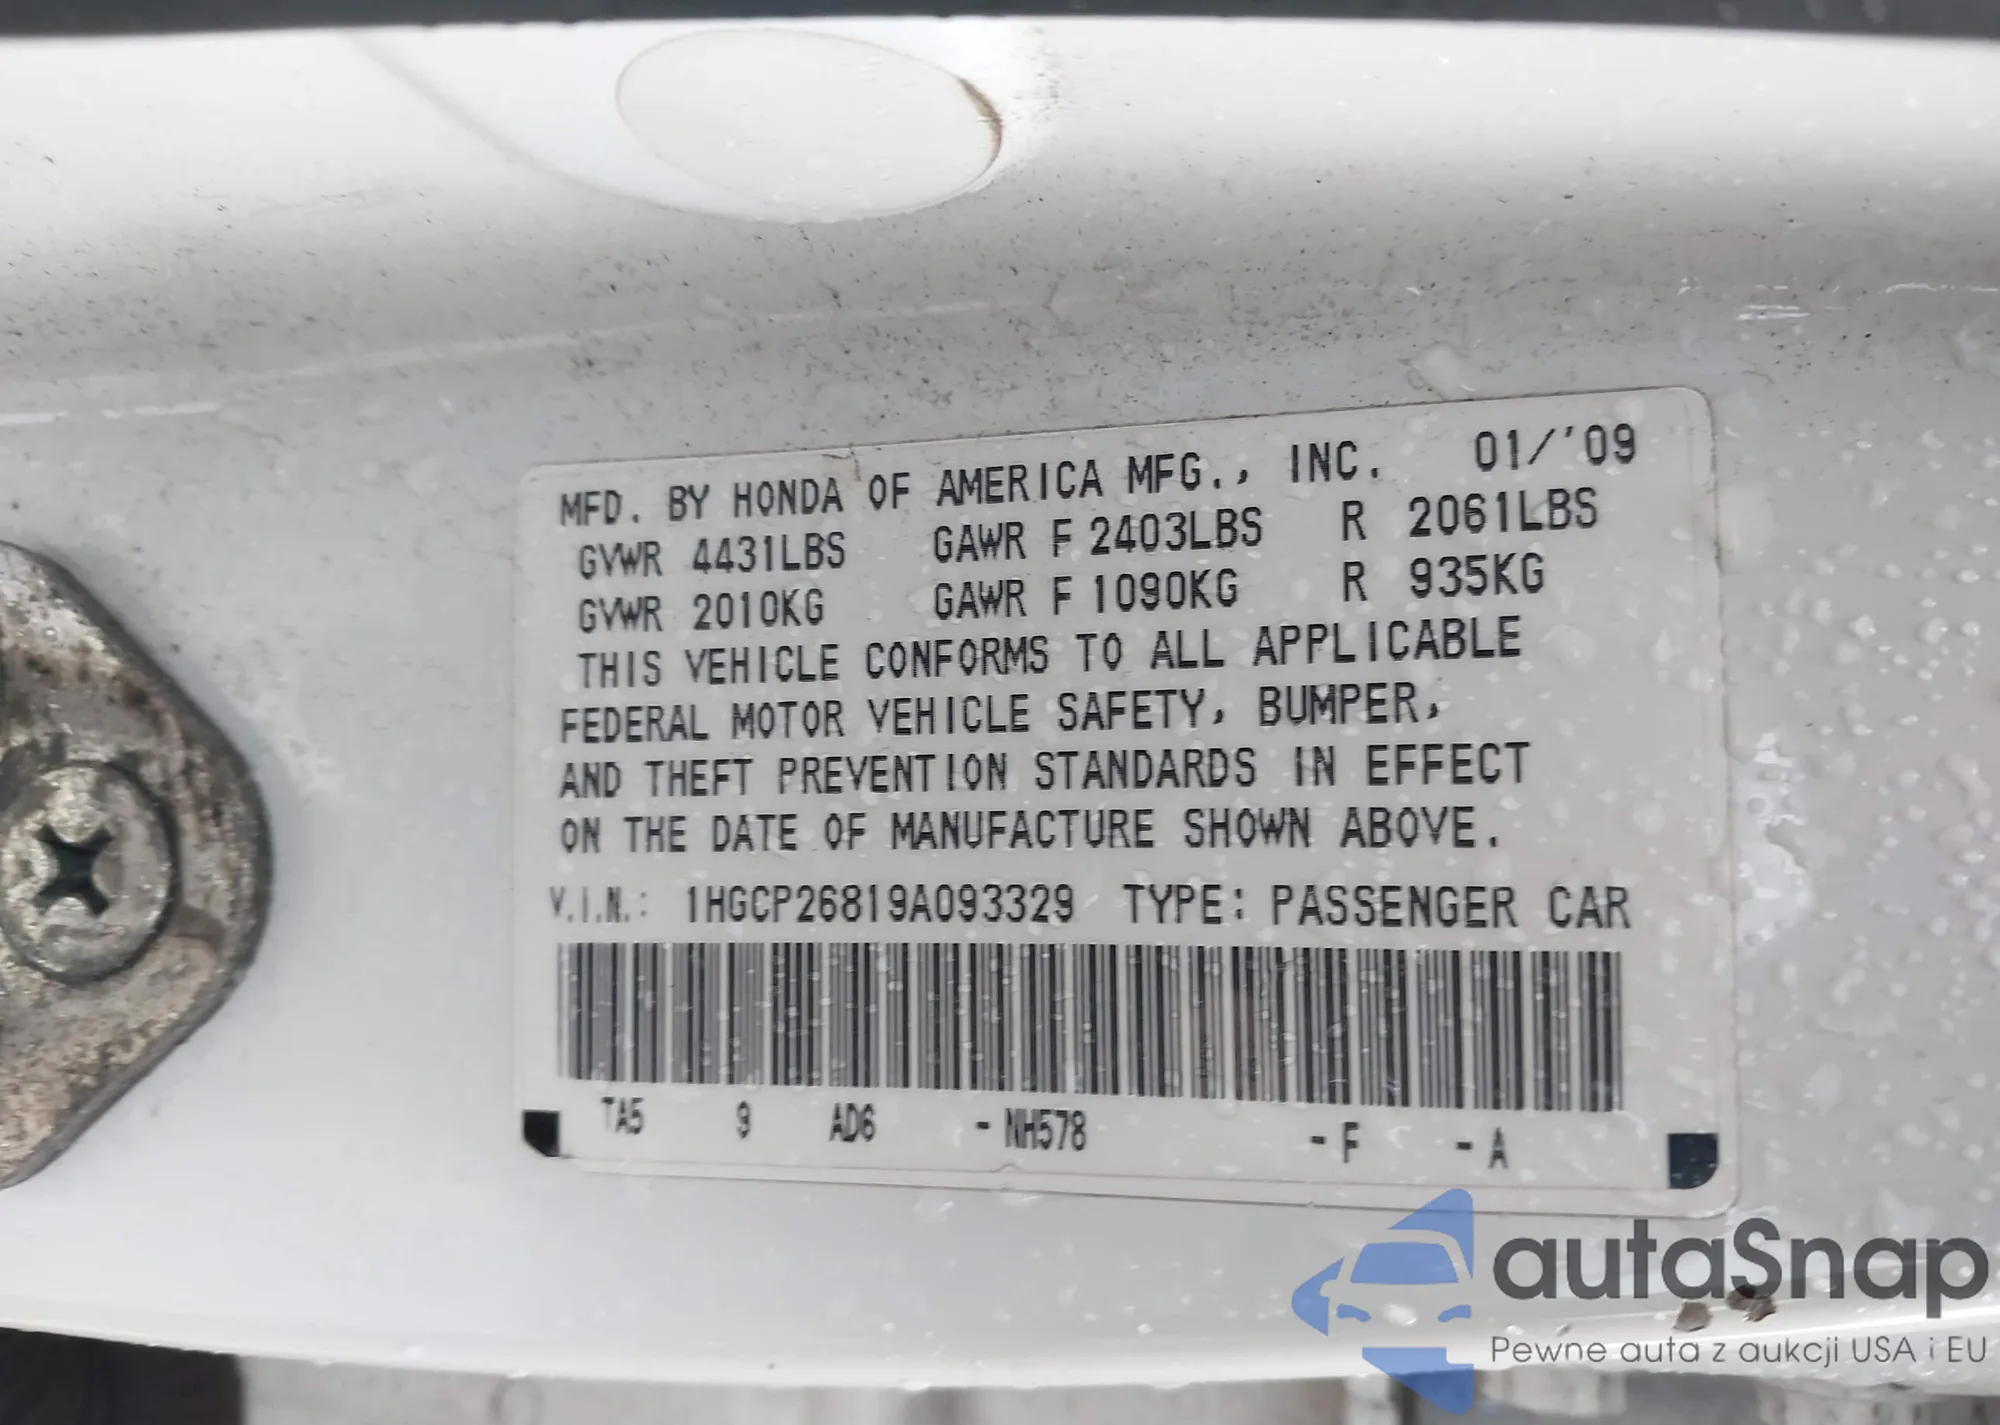 MFD. BY HONDA OF AMERICA MFG., INC. 01/'09
GVWR 4431LBS GAWR F 2403LBS R 2061LBS
GVWR 2010KG GAWR F 1090KG R 935KG
THIS VEHICLE CONFORMS TO ALL APPLICABLE
FEDERAL MOTOR VEHICLE SAFETY, BUMPER,
AND THEFT PREVENTION STANDARDS IN EFFECT
ON THE DATE OF MANUFACTURE SHOWN ABOVE.
V.I.N.: 1HGCP26819A093329 TYPE: PASSENGER CAR
TA5 9 AD6 - NH578 - F - A
autaSnap
Pewne auta z aukcji USA i EU